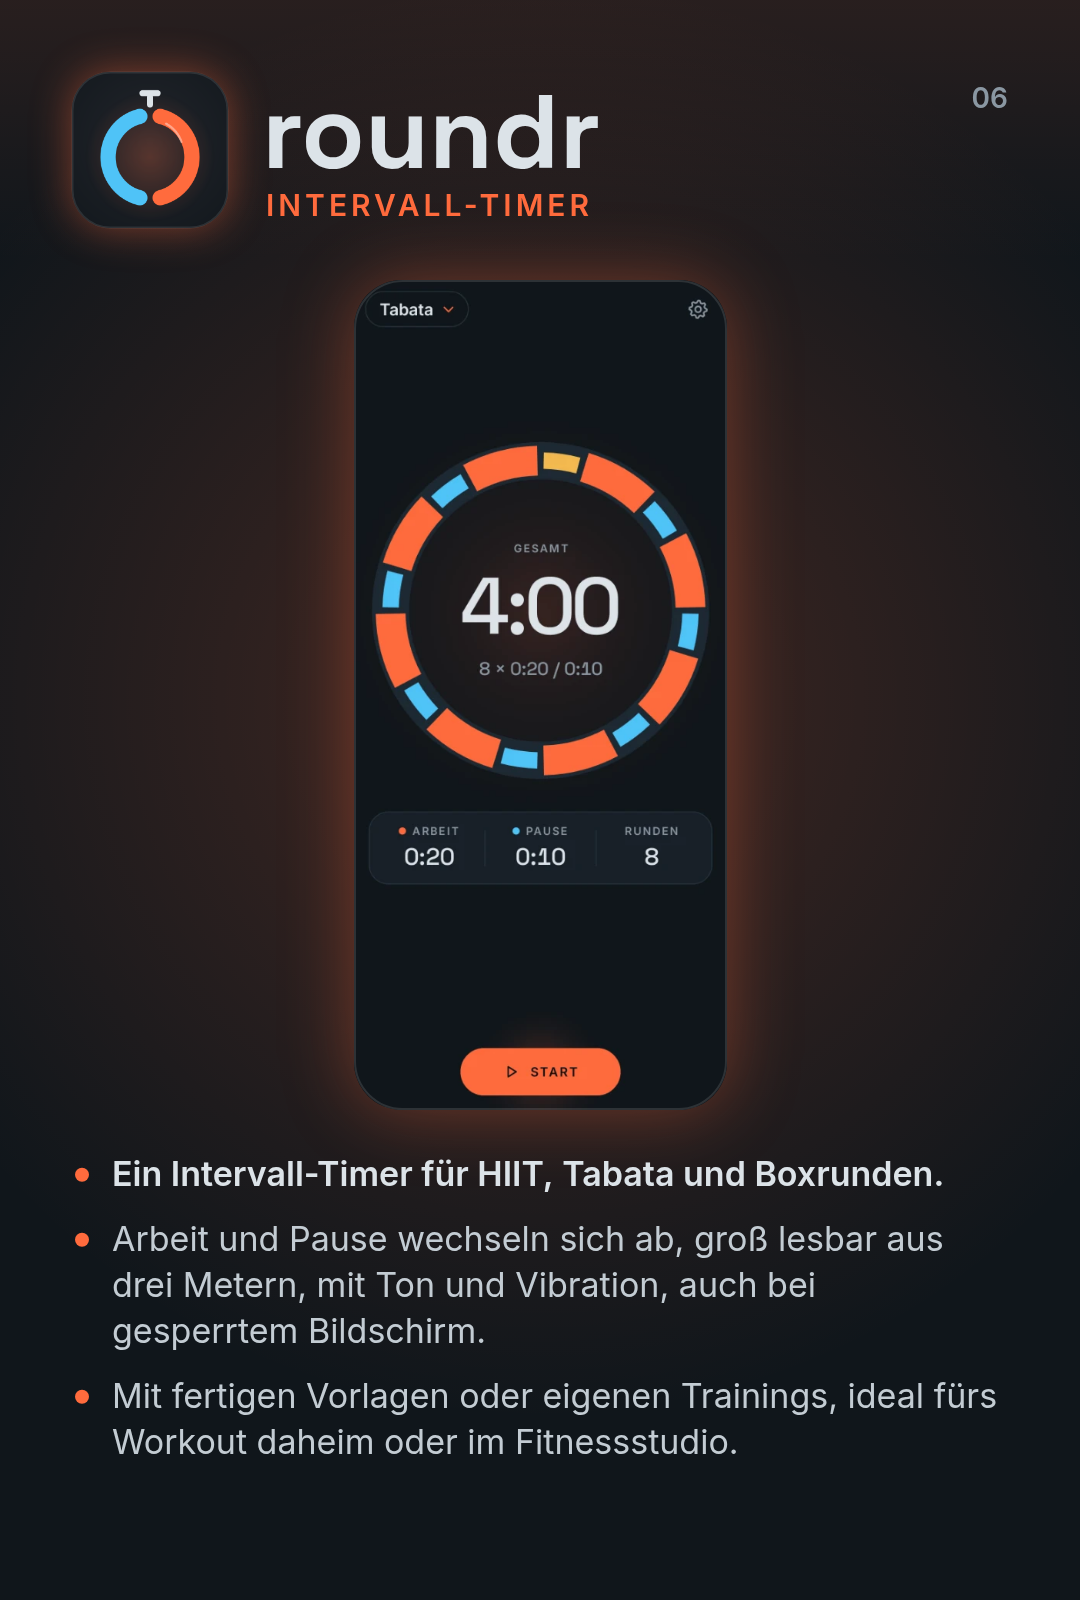 06
roundr
INTERVALL-TIMER
Tabata
GESAMT
4:00
8 × 0:20 / 0:10
ARBEIT PAUSE RUNDEN
0:20 0:10 8
START
Ein Intervall-Timer für HIIT, Tabata und Boxrunden.
Arbeit und Pause wechseln sich ab, groß lesbar aus
drei Metern, mit Ton und Vibration, auch bei
gesperrtem Bildschirm.
Mit fertigen Vorlagen oder eigenen Trainings, ideal fürs
Workout daheim oder im Fitnessstudio.